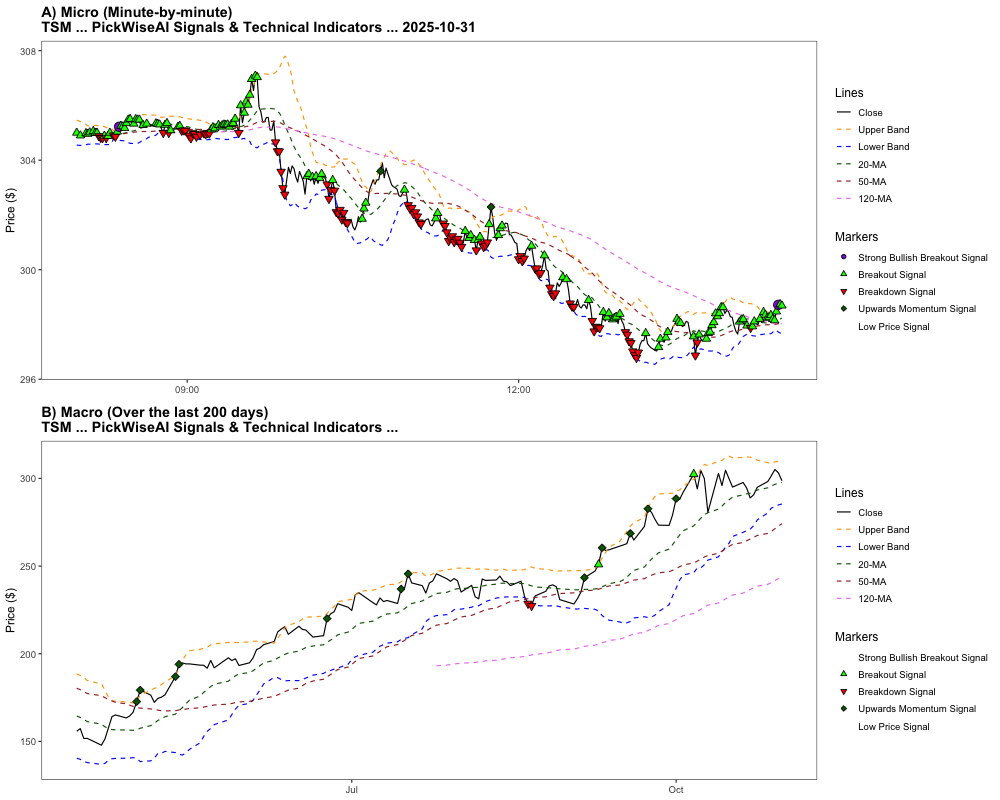 A) Micro (Minute-by-minute)
TSM ... PickWiseAI Signals & Technical Indicators ... 2025-10-31
308
304
300
296
Price ($)
09:00
12:00
Lines
Close
Upper Band
Lower Band
20-MA
50-MA
120-MA
Markers
Strong Bullish Breakout Signal
Breakout Signal
Breakdown Signal
Upwards Momentum Signal
Low Price Signal
B) Macro (Over the last 200 days)
TSM ... PickWiseAI Signals & Technical Indicators ...
300
250
200
150
Price ($)
Jul
Oct
Lines
Close
Upper Band
Lower Band
20-MA
50-MA
120-MA
Markers
Strong Bullish Breakout Signal
Breakout Signal
Breakdown Signal
Upwards Momentum Signal
Low Price Signal